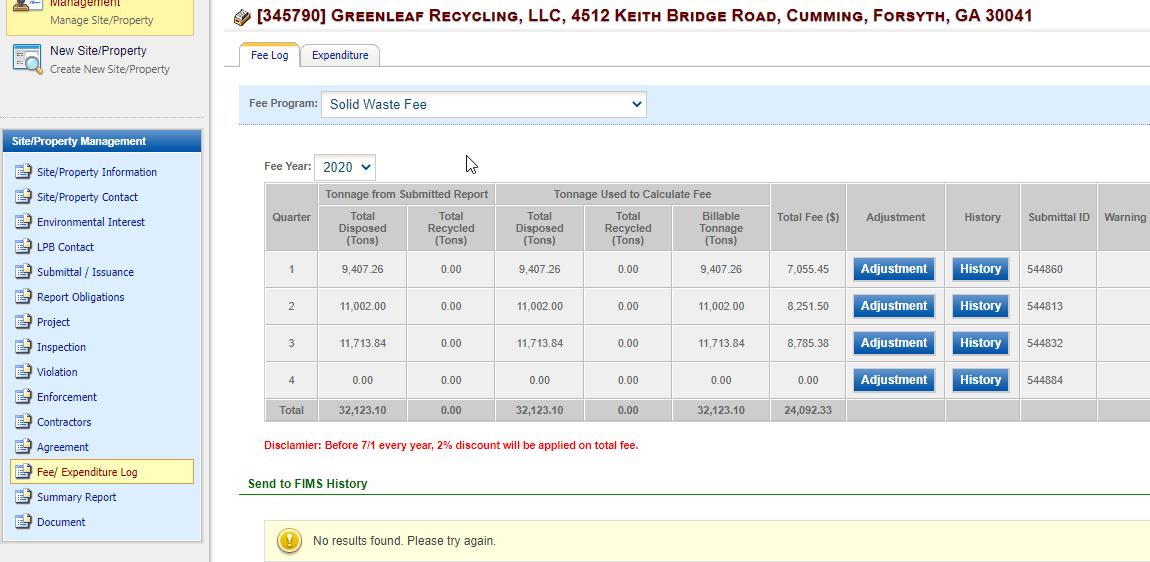 Management
Manage Site/Property
New Site/Property
Create New Site/Property
Site/Property Management
Site/Property Information
Site/Property Contact
Environmental Interest
LPB Contact
Submittal / Issuance
Report Obligations
Project
Inspection
Violation
Enforcement
Contractors
Agreement
Fee/ Expenditure Log
Summary Report
Document
[345790] Greenleaf Recycling, LLC, 4512 Keith Bridge Road, Cumming, Forsyth, GA 30041
Fee Log Expenditure
Fee Program: Solid Waste Fee
Fee Year: 2020
Tonnage from Submitted Report Tonnage Used to Calculate Fee
Quarter Total Disposed (Tons) Total Recycled (Tons) Total Disposed (Tons) Total Recycled (Tons) Billable Tonnage (Tons) Total Fee ($) Adjustment History Submittal ID Warning
1 9,407.26 0.00 9,407.26 0.00 9,407.26 7,055.45 Adjustment History 544860
2 11,002.00 0.00 11,002.00 0.00 11,002.00 8,251.50 Adjustment History 544813
3 11,713.84 0.00 11,713.84 0.00 11,713.84 8,785.38 Adjustment History 544832
4 0.00 0.00 0.00 0.00 0.00 0.00 Adjustment History 544884
Total 32,123.10 0.00 32,123.10 0.00 32,123.10 24,092.33
Disclamier: Before 7/1 every year, 2% discount will be applied on total fee.
Send to FIMS History
No results found. Please try again.